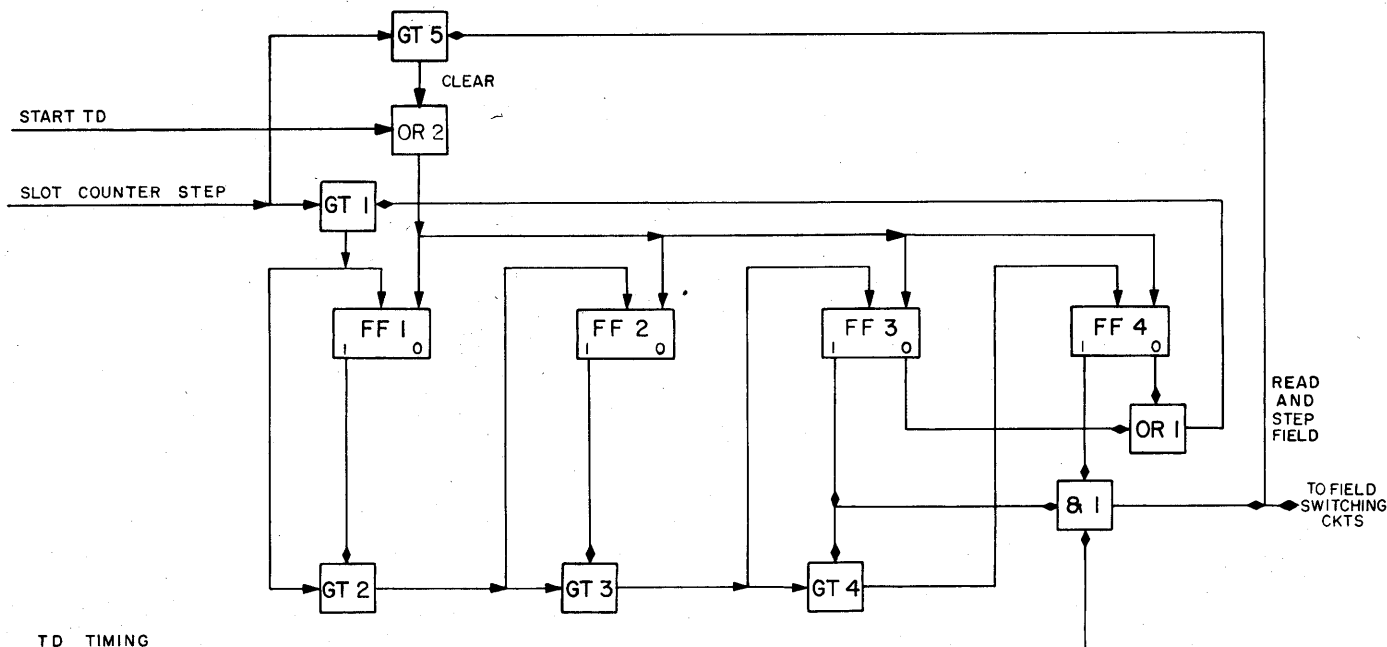 GT 5
CLEAR
START TD
OR 2
SLOT COUNTER STEP
GT 1
FF 1
1 0
FF 2
1 0
FF 3
1 0
FF 4
1 0
READ
AND
STEP
FIELD
OR 1
& 1
TO FIELD
SWITCHING
CKTS
GT 2
GT 3
GT 4
TD TIMING